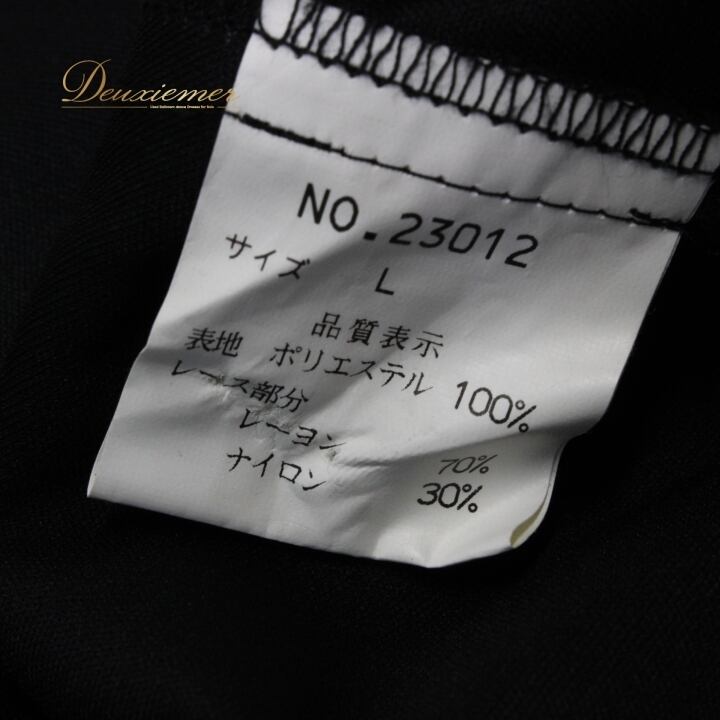 Deuxiemer
NO.23012
サイズ L
品質表示
表地 ポリエステル 100%
レース部分
レーヨン 70%
ナイロン 30%